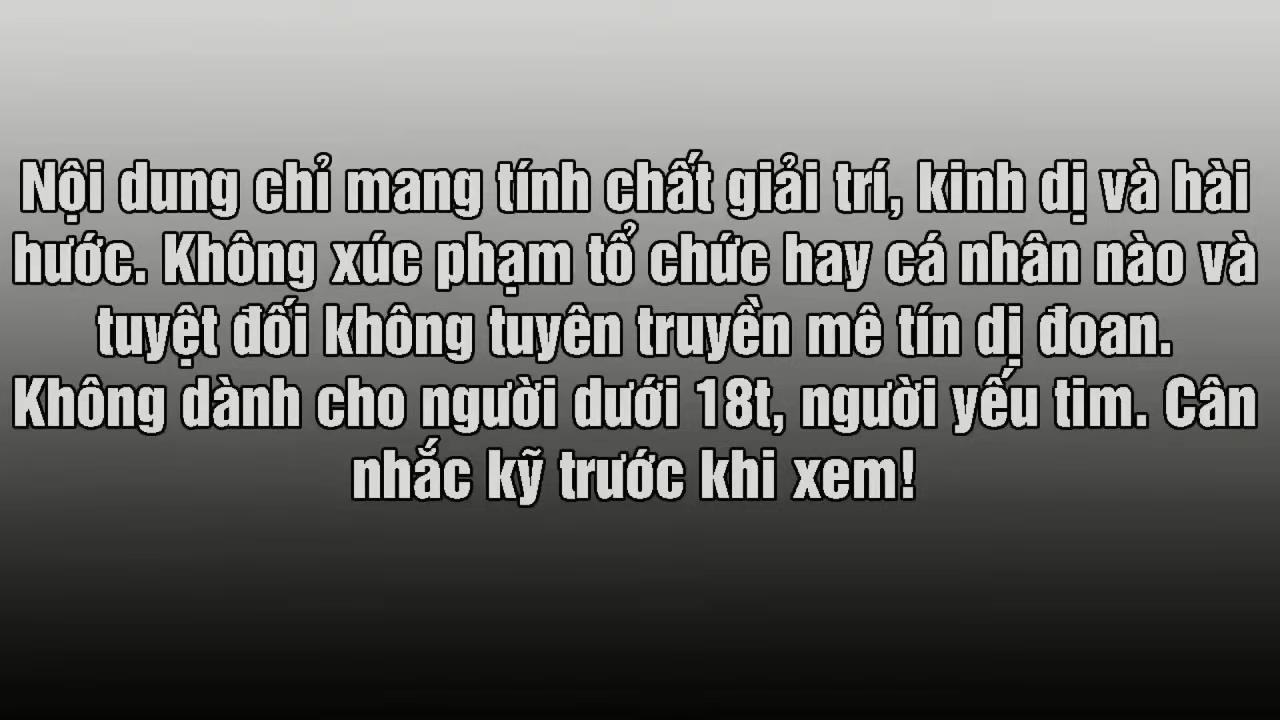 Nội dung chỉ mang tính chất giải trí, kinh dị và hài
hước. Không xúc phạm tổ chức hay cá nhân nào và
tuyệt đối không tuyên truyền mê tín dị đoan.
Không dành cho người dưới 18t, người yếu tim. Cân
nhắc kỹ trước khi xem!